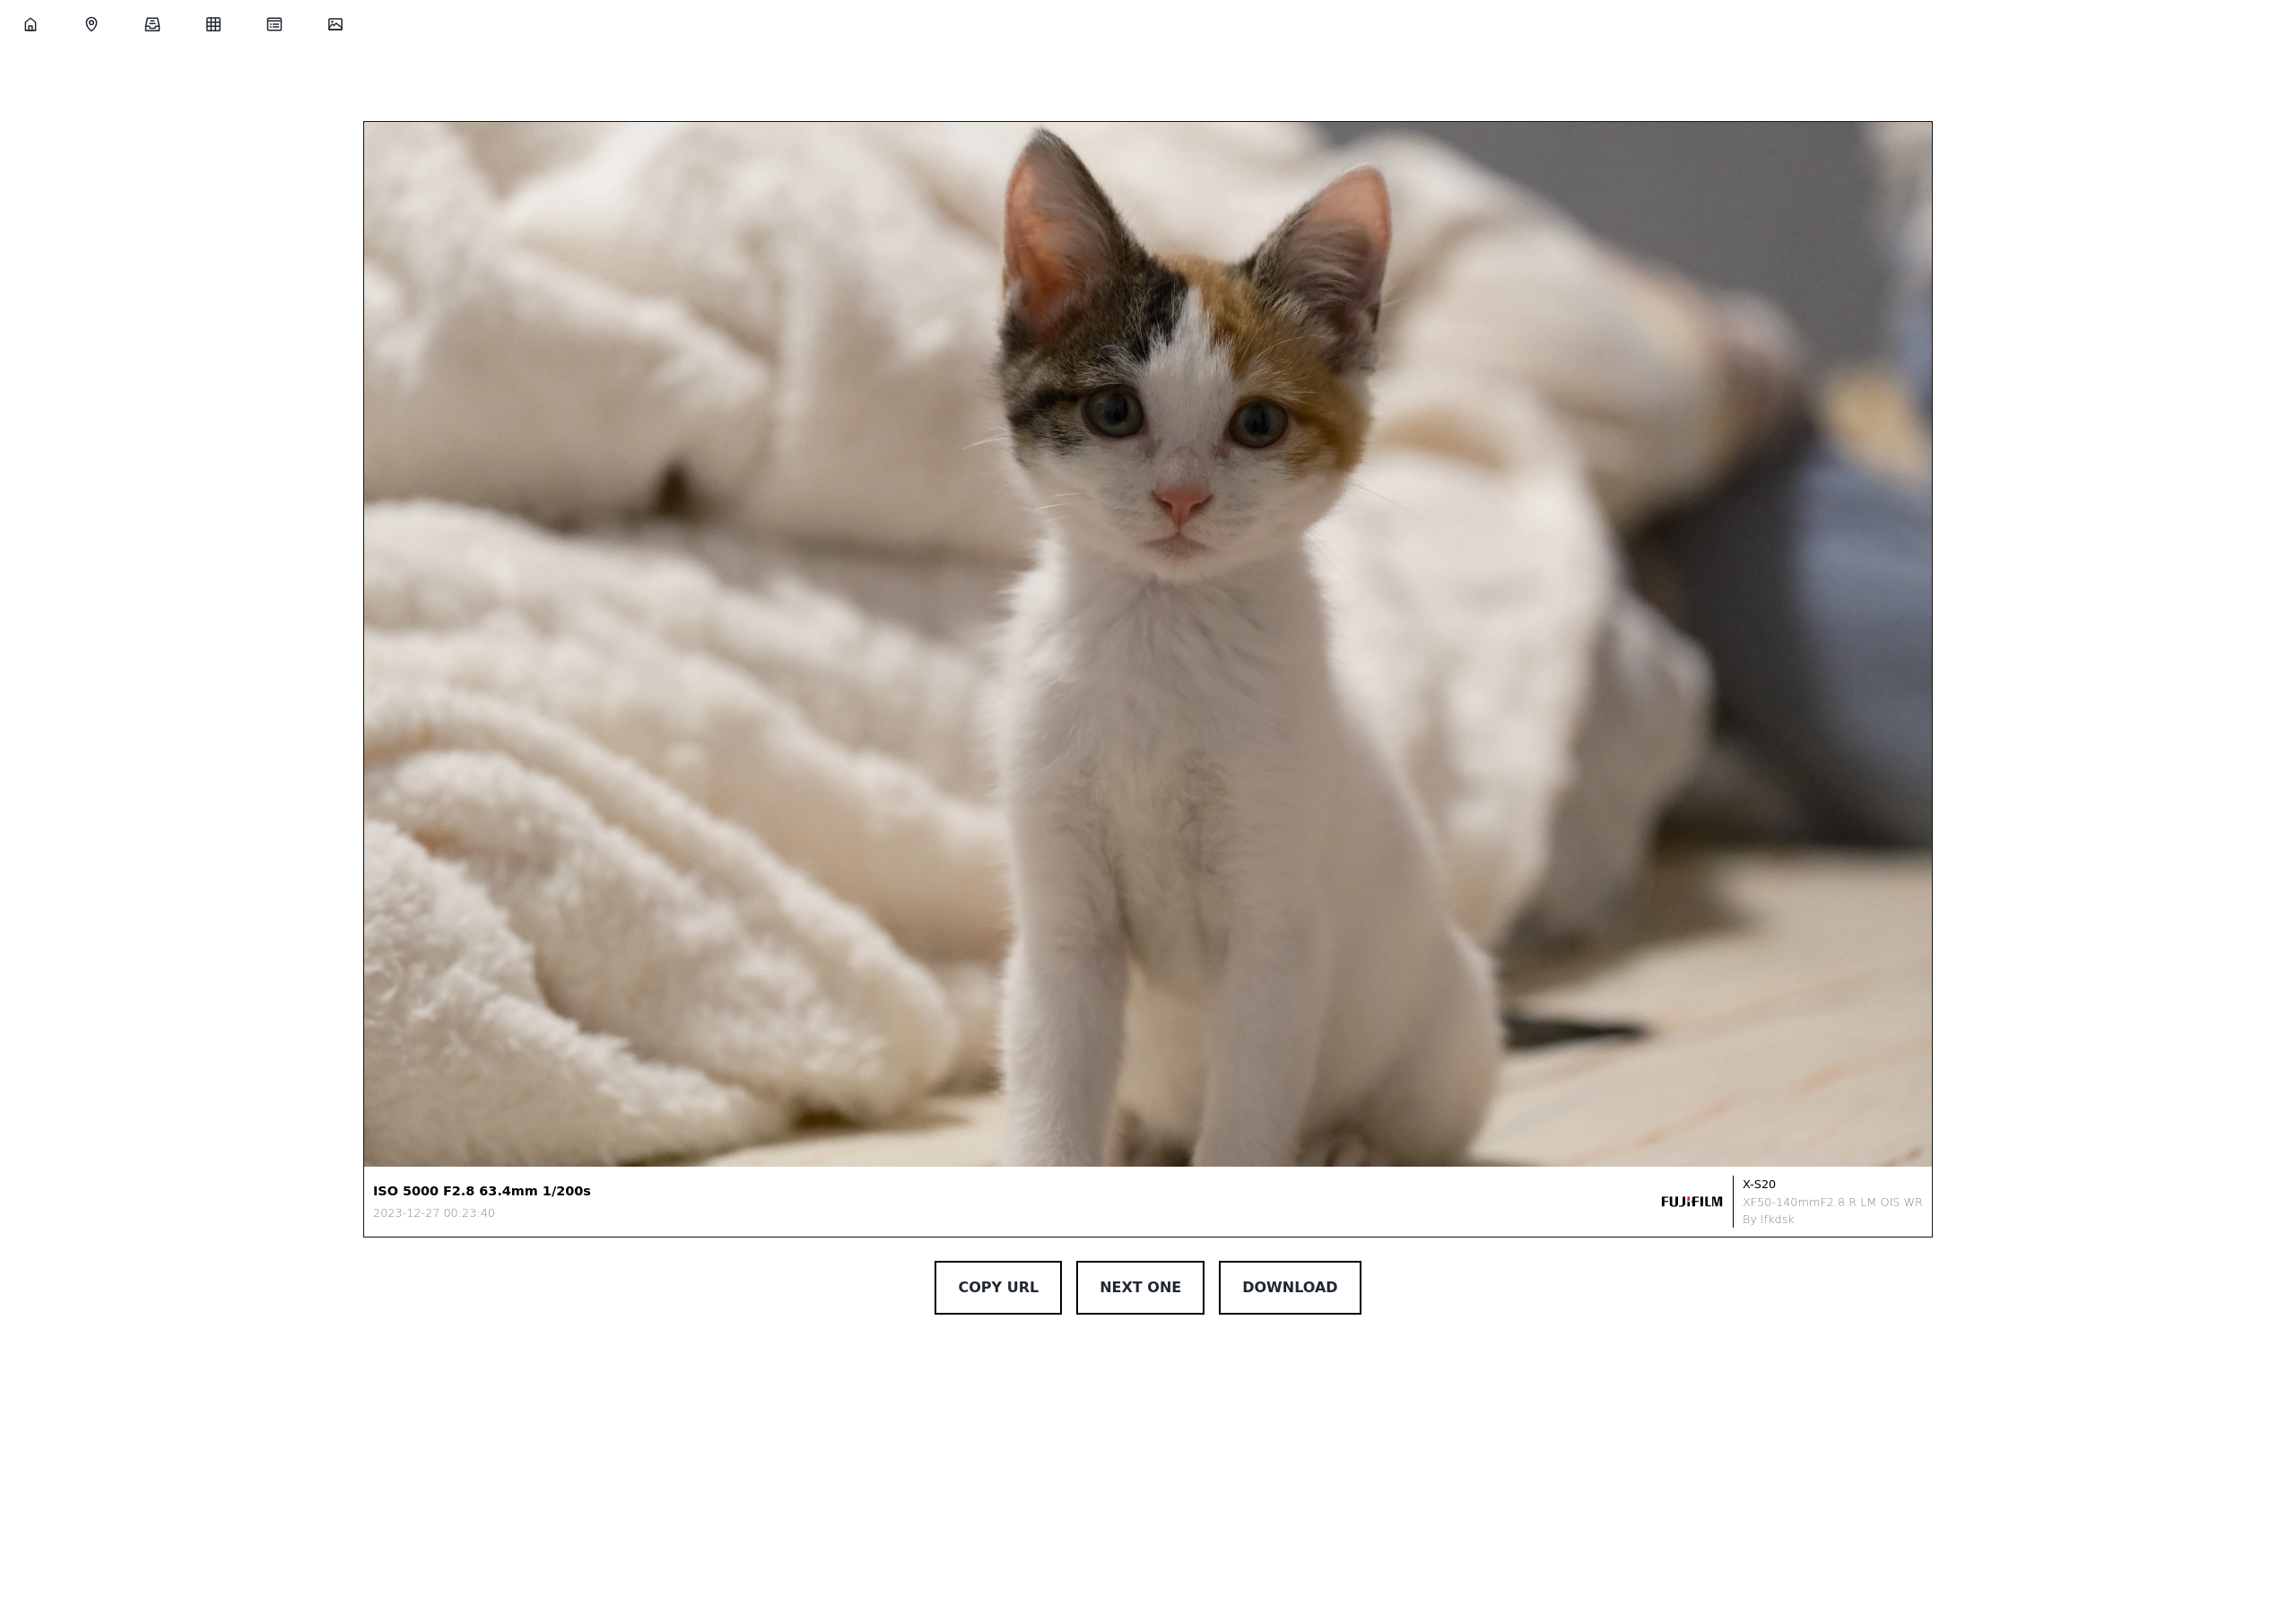 ISO 5000 F2.8 63.4mm 1/200s
2023-12-27 00:23:40
FUJIFILM
X-S20
XF50-140mmF2.8 R LM OIS WR
By lfkdsk
COPY URL
NEXT ONE
DOWNLOAD